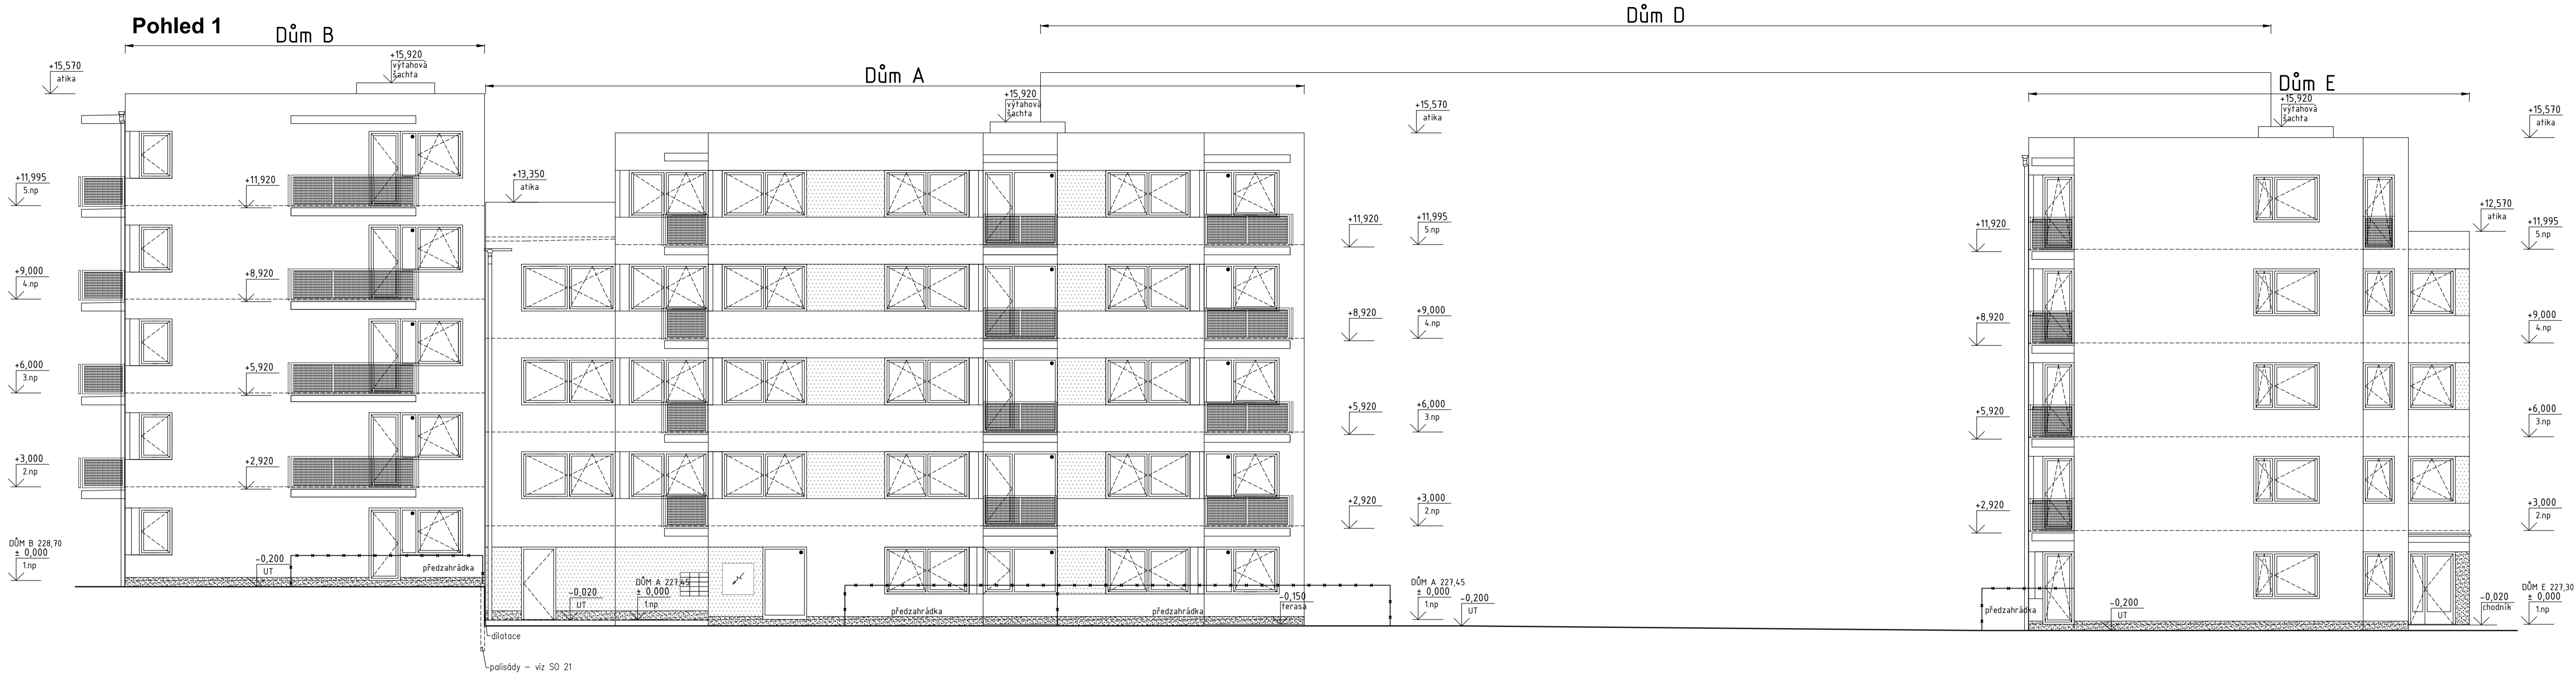 Pohled 1
Dům B
Dům A
Dům D
Dům E
+15,570
atika
+15,920
výtahová
šachta
+11,995
5.np
+11,920
+9,000
4.np
+8,920
+6,000
3.np
+5,920
+3,000
2.np
+2,920
DŮM B 228,70
± 0,000
1.np
-0,200
UT
předzahrádka
+13,350
atika
+15,920
výtahová
šachta
-0,020
UT
DŮM A 227,45
± 0,000
1.np
předzahrádka
předzahrádka
-0,150
terasa
dilatace
palisády - viz SO 21
+15,570
atika
+11,920
+11,995
5.np
+8,920
+9,000
4.np
+5,920
+6,000
3.np
+2,920
+3,000
2.np
DŮM A 227,45
± 0,000
1.np
-0,200
UT
+11,920
+8,920
+5,920
+2,920
předzahrádka
-0,200
UT
+15,920
výtahová
šachta
+15,570
atika
+12,570
atika
+11,995
5.np
+9,000
4.np
+6,000
3.np
+3,000
2.np
-0,020
chodník
DŮM E 227,30
± 0,000
1.np